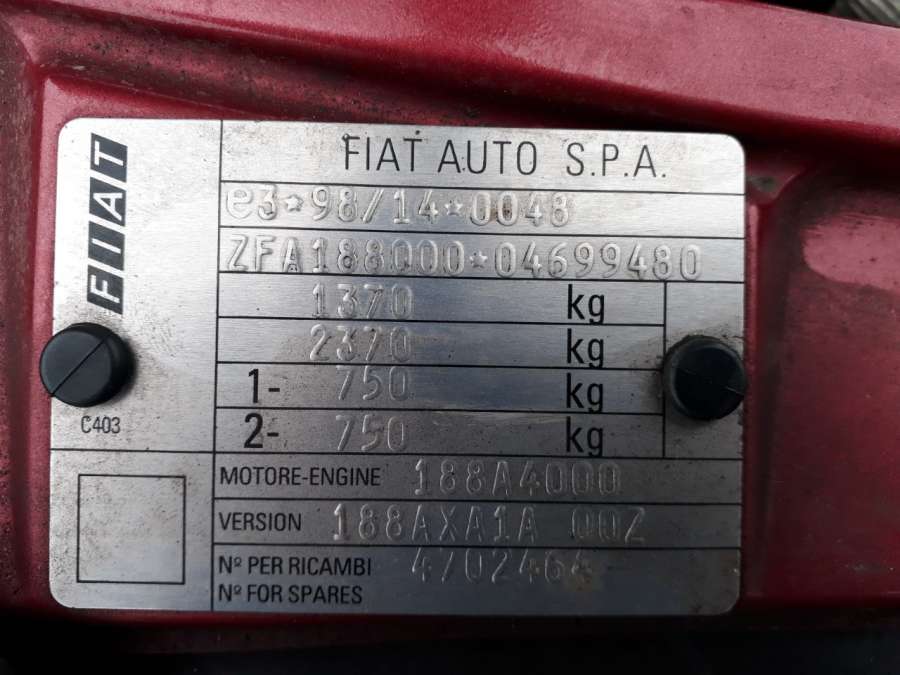 FIAT
FIAT AUTO S.P.A.
e3*98/14*0048
ZFA188000*04699480
1370 kg
2370 kg
1- 750 kg
2- 750 kg
C403
MOTORE-ENGINE 188A4000
VERSION 188AXA1A 00Z
Nº PER RICAMBI 4702464
Nº FOR SPARES